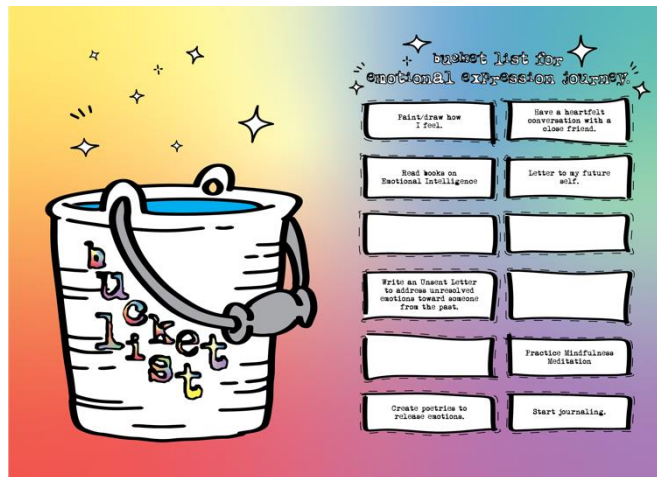 bucket list
bucket list for
emotional expression journey.
Paint/draw how
I feel.
Have a heartfelt
conversation with a
close friend.
Read books on
Emotional Intelligence
Letter to my future
self.
Write an Unsent Letter
to address unresolved
emotions toward someone
from the past.
Practice Mindfulness
Meditation
Create poetries to
release emotions.
Start journaling.